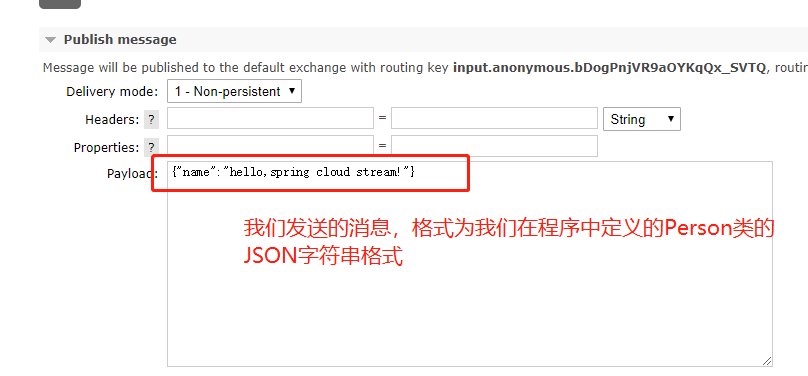 Publish message
Message will be published to the default exchange with routing key input.anonymous.bDogPnjVR9aOYKqQx_SVTQ, routin
Delivery mode: 1 - Non-persistent
Headers: ? = String
Properties: ? =
Payload: {"name":"hello,spring cloud stream!"}
我们发送的消息，格式为我们在程序中定义的Person类的
JSON字符串格式